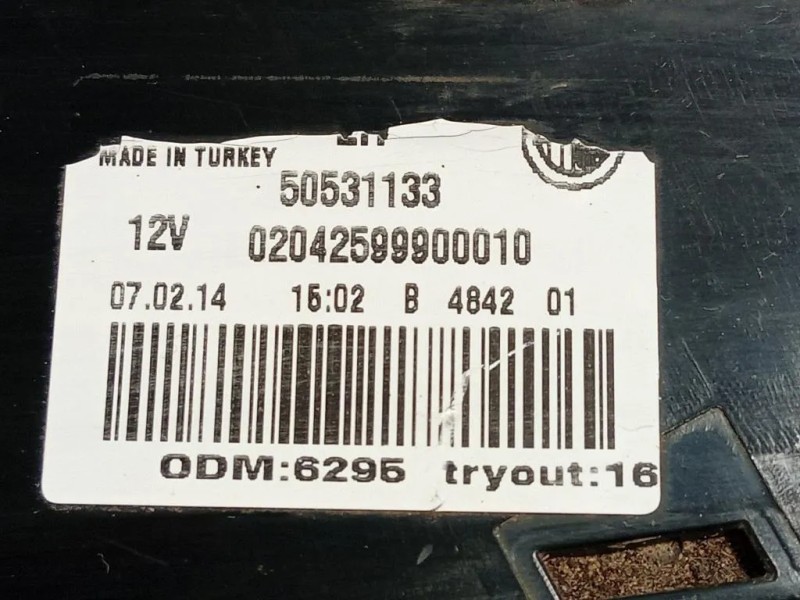 MADE IN TURKEY
50531133
12V 02042599900010
07.02.14 15:02 B 4842 01
ODM:6295 tryout:16